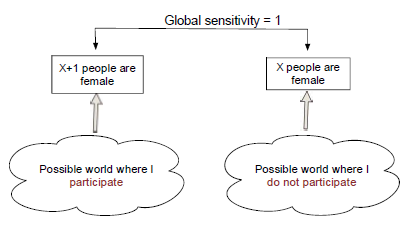 Global sensitivity = 1
X+1 people are
female
X people are
female
Possible world where I
participate
Possible world where I
do not participate